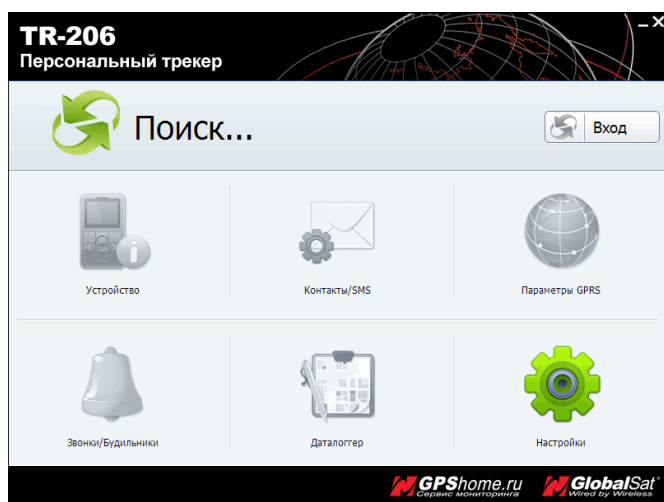 TR-206
Персональный трекер
Поиск...
Вход
Устройство
Контакты/SMS
Параметры GPRS
Звонки/Будильники
Даталоггер
Настройки
GPShome.ru
Сервис мониторинга
GlobalSat
Wired by Wireless